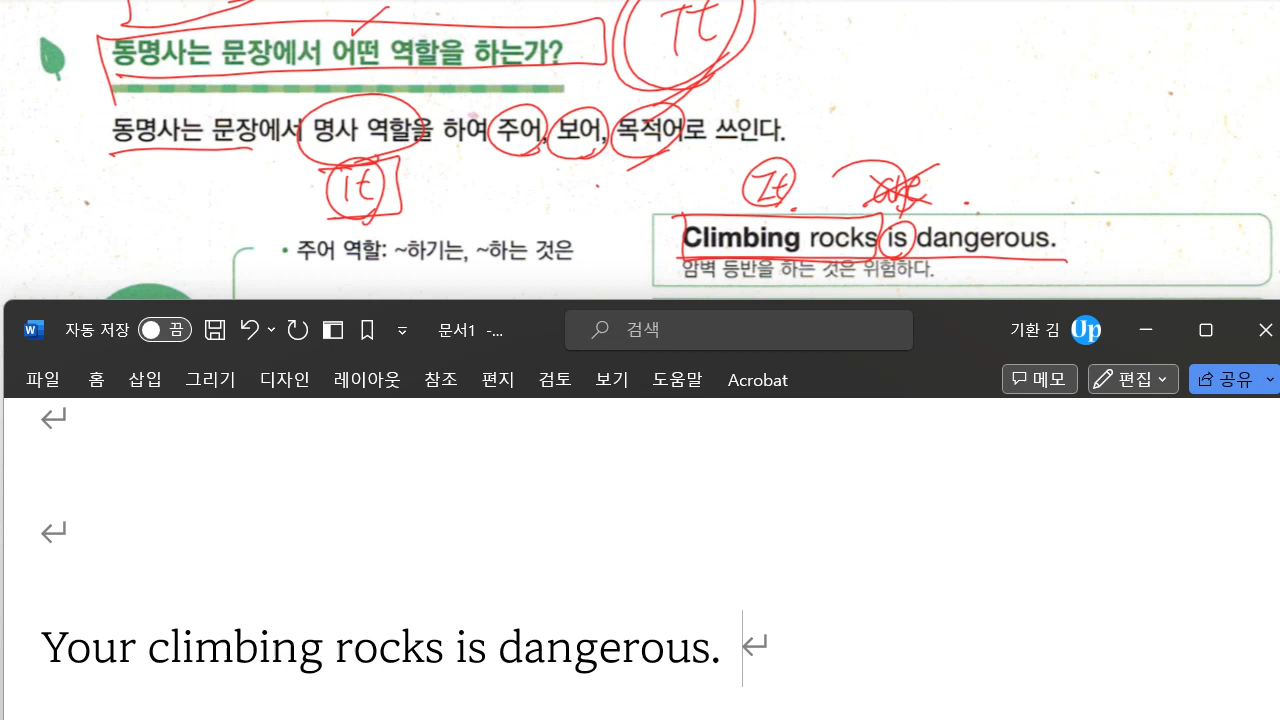 It
동명사는 문장에서 어떤 역할을 하는가?
동명사는 문장에서 명사 역할을 하여 주어, 보어, 목적어로 쓰인다.
It
It
are
• 주어 역할: ~하기는, ~하는 것은
Climbing rocks is dangerous.
암벽 등반을 하는 것은 위험하다.
자동 저장 끔 문서1 -... 검색 기환 김 Up
파일 홈 삽입 그리기 디자인 레이아웃 참조 편지 검토 보기 도움말 Acrobat 메모 편집 공유
Your climbing rocks is dangerous.